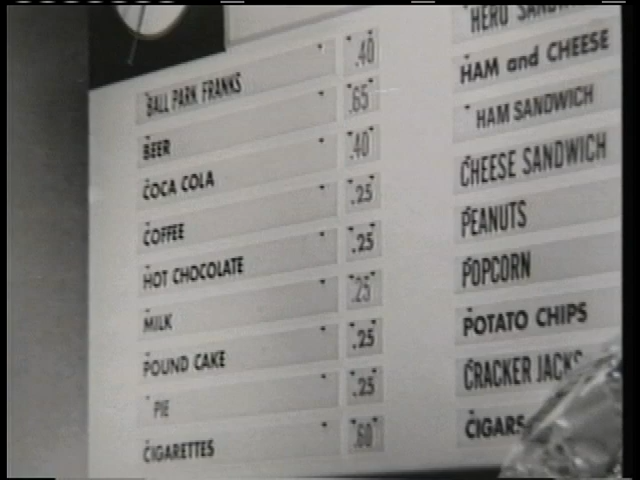 BALL PARK FRANKS .40
BEER .65
COCA COLA .40
COFFEE .25
HOT CHOCOLATE .25
MILK .25
POUND CAKE .25
PIE .25
CIGARETTES .60
HERO
HAM and CHEESE
HAM SANDWICH
CHEESE SANDWICH
PEANUTS
POPCORN
POTATO CHIPS
CRACKER JACKS
CIGARS